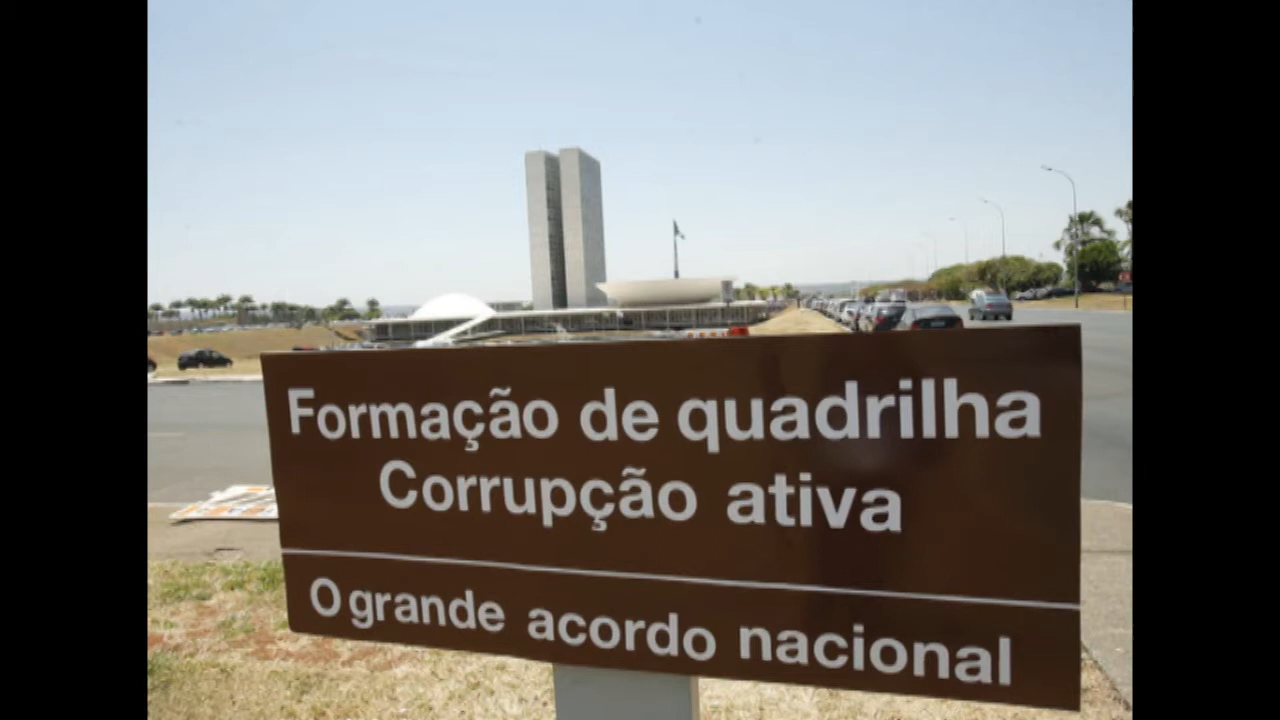 Formação de quadrilha
Corrupção ativa
O grande acordo nacional